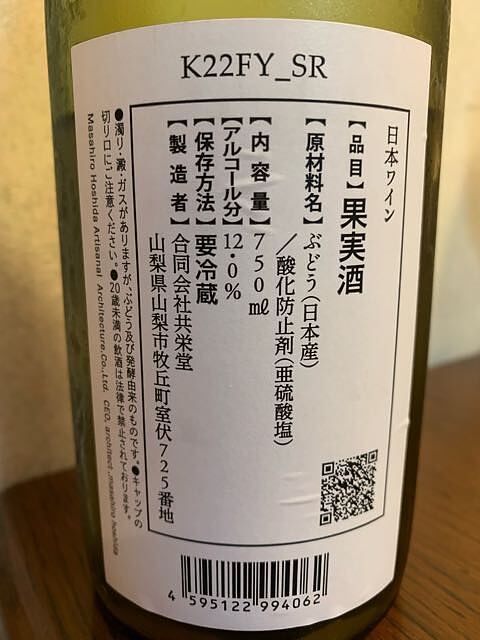 K22FY_SR
日本ワイン
【品目】果実酒
【原材料名】ぶどう(日本産)
／酸化防止剤(亜硫酸塩)
【内容量】750㎖
【アルコール分】12.0%
【保存方法】要冷蔵
【製造者】合同会社共栄堂
山梨県山梨市牧丘町室伏725番地
●濁り・澱・ガスがありますが、ぶどう及び発酵由来のものです。●キャップの
切り口にご注意ください。●20歳未満の飲酒は法律で禁止されております。
Masahiro Hoshida Artisanal Architecture.Co.,Ltd. CEO, architect ,masahiro hoshida
4 595122 994062